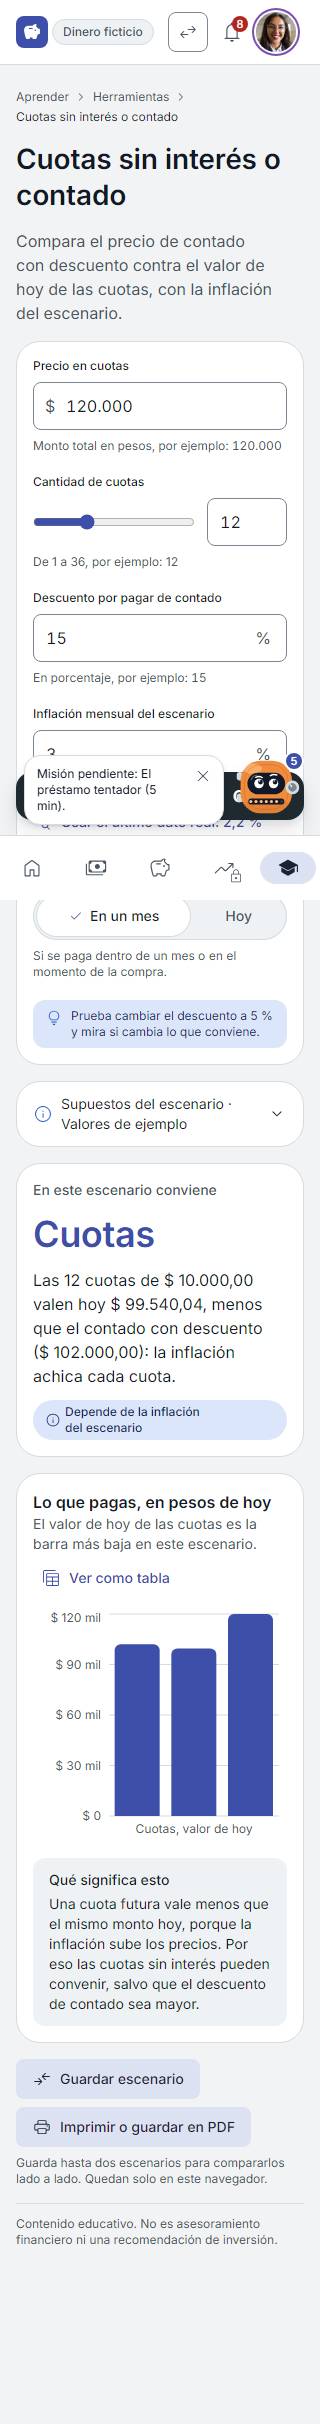 Dinero ficticio
8
Aprender > Herramientas >
Cuotas sin interés o contado
Cuotas sin interés o
contado
Compara el precio de contado
con descuento contra el valor de
hoy de las cuotas, con la inflación
del escenario.
Precio en cuotas
$ 120.000
Monto total en pesos, por ejemplo: 120.000
Cantidad de cuotas
12
De 1 a 36, por ejemplo: 12
Descuento por pagar de contado
15 %
En porcentaje, por ejemplo: 15
Inflación mensual del escenario
3 %
Misión pendiente: El
préstamo tentador (5
min).
5
Usar el último dato real: 2,2 %
En un mes
Hoy
Si se paga dentro de un mes o en el
momento de la compra.
Prueba cambiar el descuento a 5 %
y mira si cambia lo que conviene.
Supuestos del escenario ·
Valores de ejemplo
En este escenario conviene
Cuotas
Las 12 cuotas de $ 10.000,00
valen hoy $ 99.540,04, menos
que el contado con descuento
($ 102.000,00): la inflación
achica cada cuota.
Depende de la inflación
del escenario
Lo que pagas, en pesos de hoy
El valor de hoy de las cuotas es la
barra más baja en este escenario.
Ver como tabla
$ 120 mil
$ 90 mil
$ 60 mil
$ 30 mil
$ 0
Cuotas, valor de hoy
Qué significa esto
Una cuota futura vale menos que
el mismo monto hoy, porque la
inflación sube los precios. Por
eso las cuotas sin interés pueden
convenir, salvo que el descuento
de contado sea mayor.
Guardar escenario
Imprimir o guardar en PDF
Guarda hasta dos escenarios para compararlos
lado a lado. Quedan solo en este navegador.
Contenido educativo. No es asesoramiento
financiero ni una recomendación de inversión.